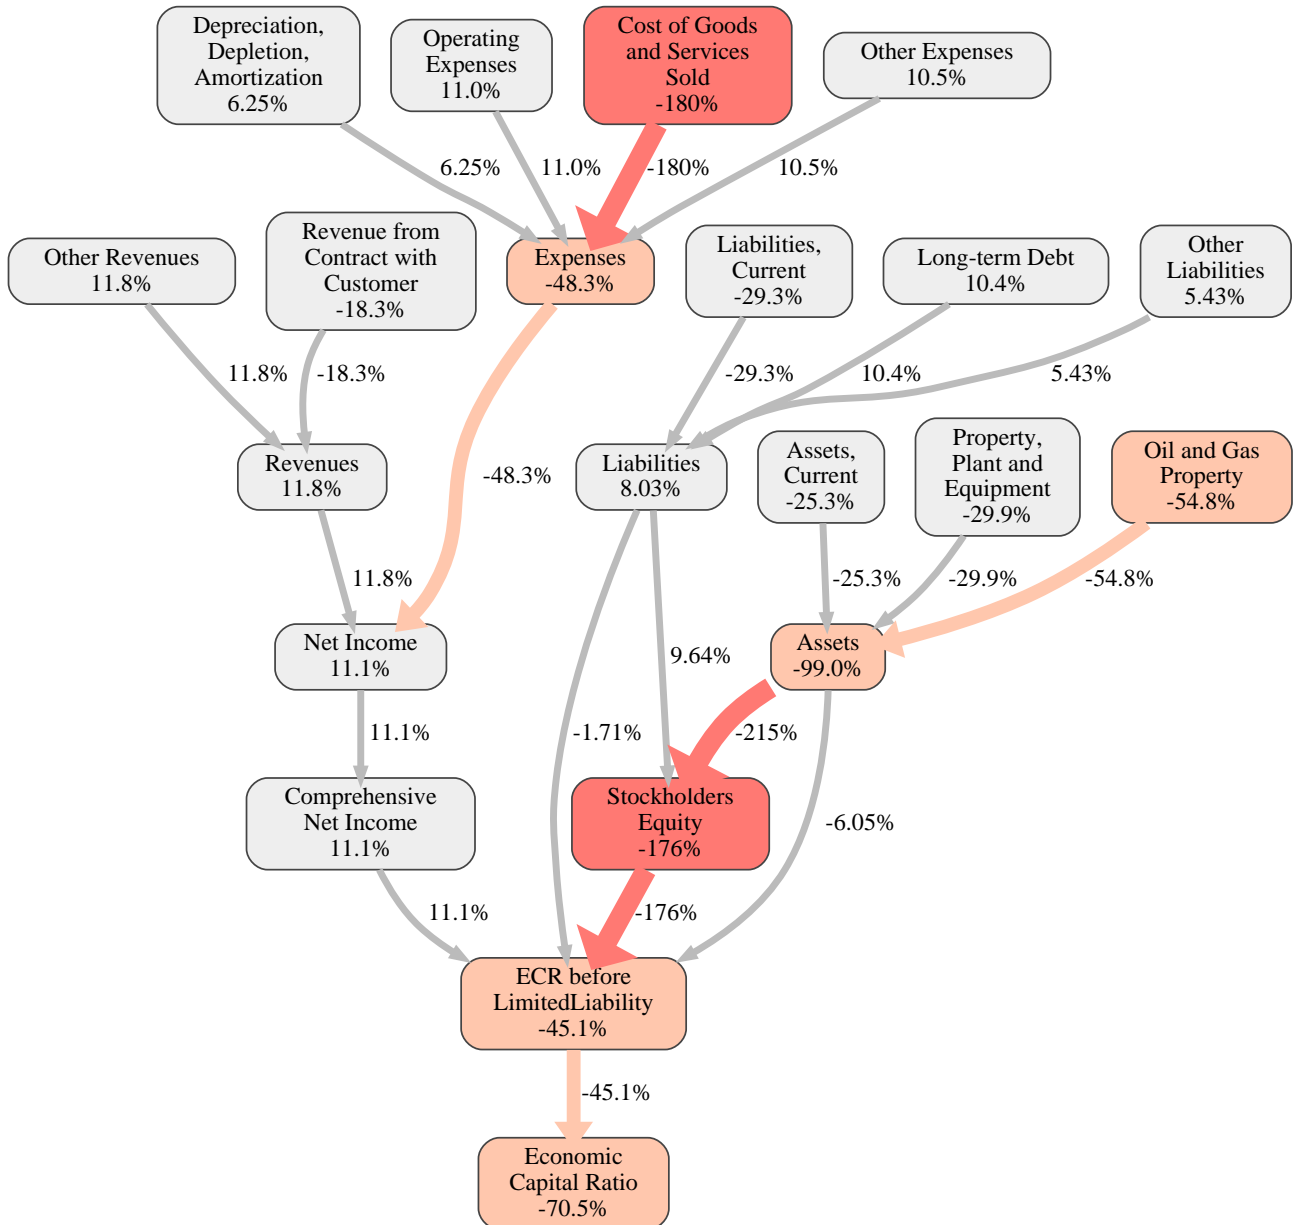 Depreciation,
Depletion,
Amortization
6.25%
Operating
Expenses
11.0%
Cost of Goods
and Services
Sold
-180%
Other Expenses
10.5%
6.25%
11.0%
-180%
10.5%
Other Revenues
11.8%
Revenue from
Contract with
Customer
-18.3%
Expenses
-48.3%
Liabilities,
Current
-29.3%
Long-term Debt
10.4%
Other
Liabilities
5.43%
11.8%
-18.3%
-29.3%
10.4%
5.43%
Revenues
11.8%
-48.3%
Liabilities
8.03%
Assets,
Current
-25.3%
Property,
Plant and
Equipment
-29.9%
Oil and Gas
Property
-54.8%
11.8%
-25.3%
-29.9%
-54.8%
Net Income
11.1%
9.64%
Assets
-99.0%
11.1%
-1.71%
-215%
Comprehensive
Net Income
11.1%
Stockholders
Equity
-176%
-6.05%
11.1%
-176%
ECR before
LimitedLiability
-45.1%
-45.1%
Economic
Capital Ratio
-70.5%